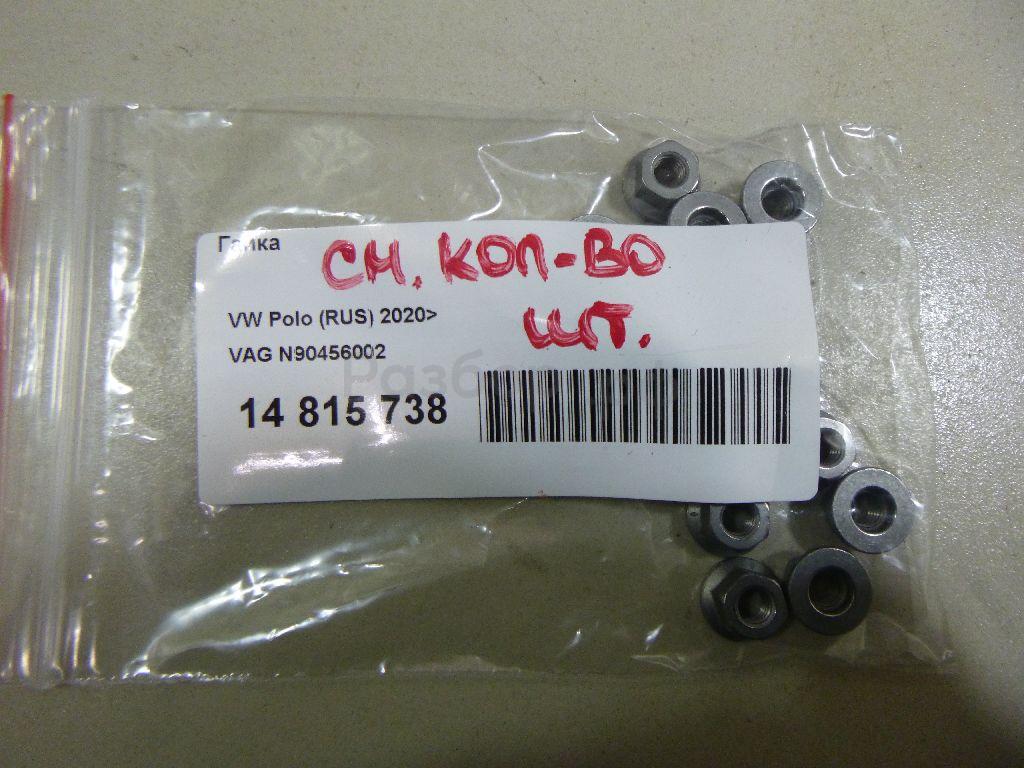 Гайка
СМ. КОЛ-ВО
ШТ.
VW Polo (RUS) 2020>
VAG N90456002
14 815 738